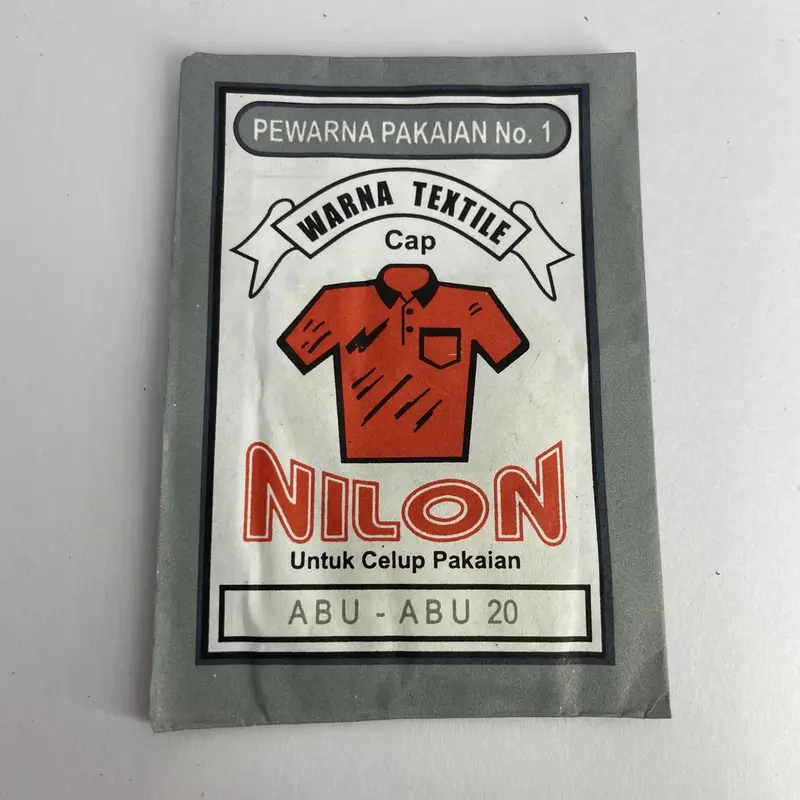 PEWARNA PAKAIAN No. 1
WARNA TEXTILE
Cap
NILON
Untuk Celup Pakaian
ABU - ABU 20